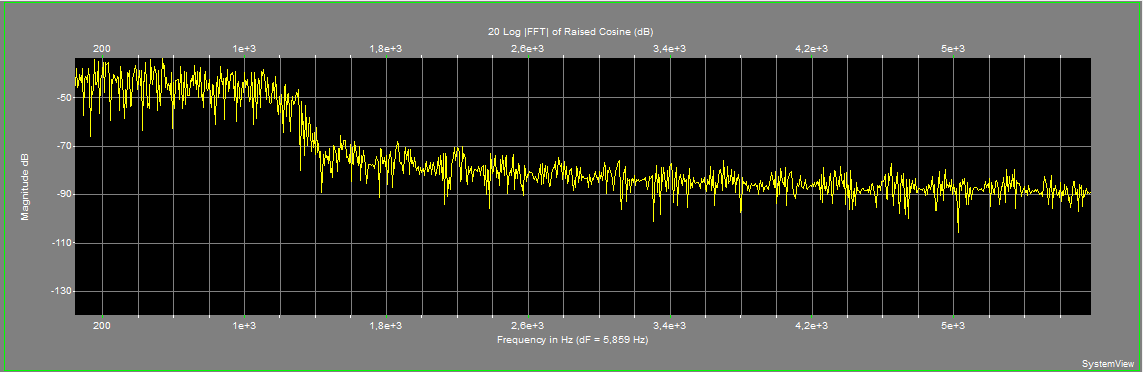 20 Log |FFT| of Raised Cosine (dB)
200 1e+3 1,8e+3 2,6e+3 3,4e+3 4,2e+3 5e+3
-50
-70
-90
-110
-130
Magnitude dB
200 1e+3 1,8e+3 2,6e+3 3,4e+3 4,2e+3 5e+3
Frequency in Hz (dF = 5,859 Hz)
SystemView